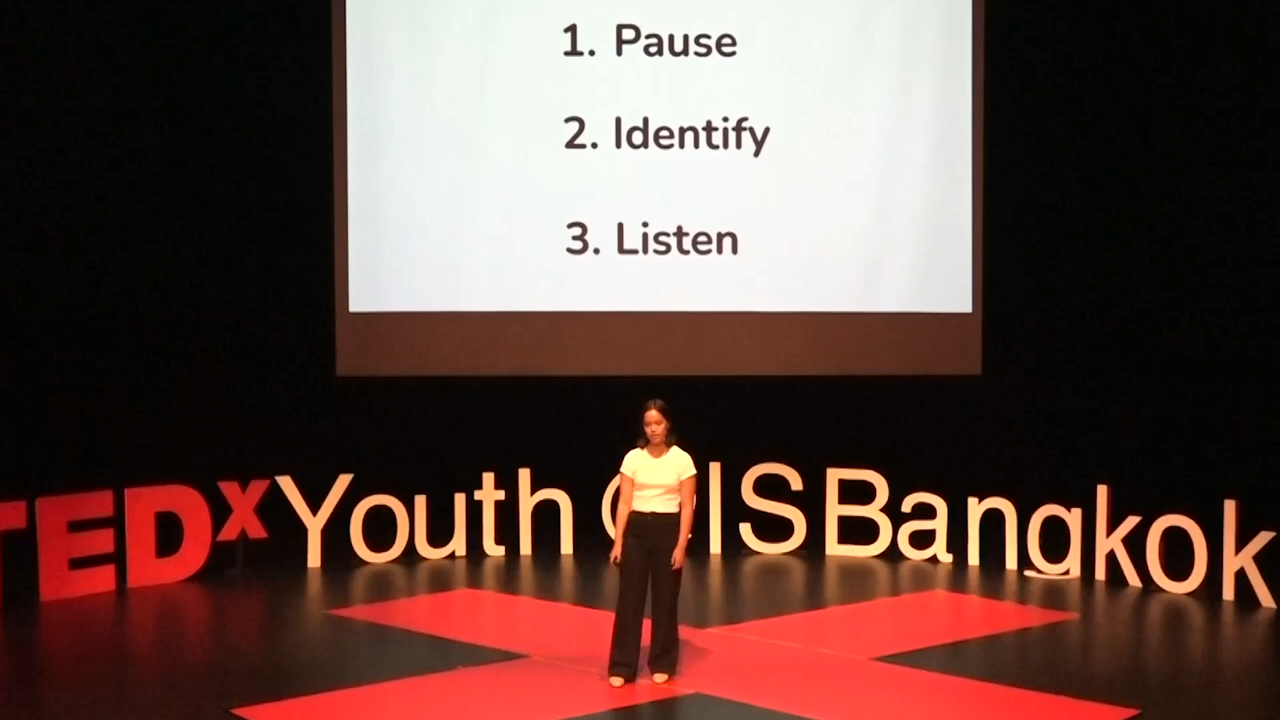 1. Pause
2. Identify
3. Listen
TEDxYouth ISBangkok